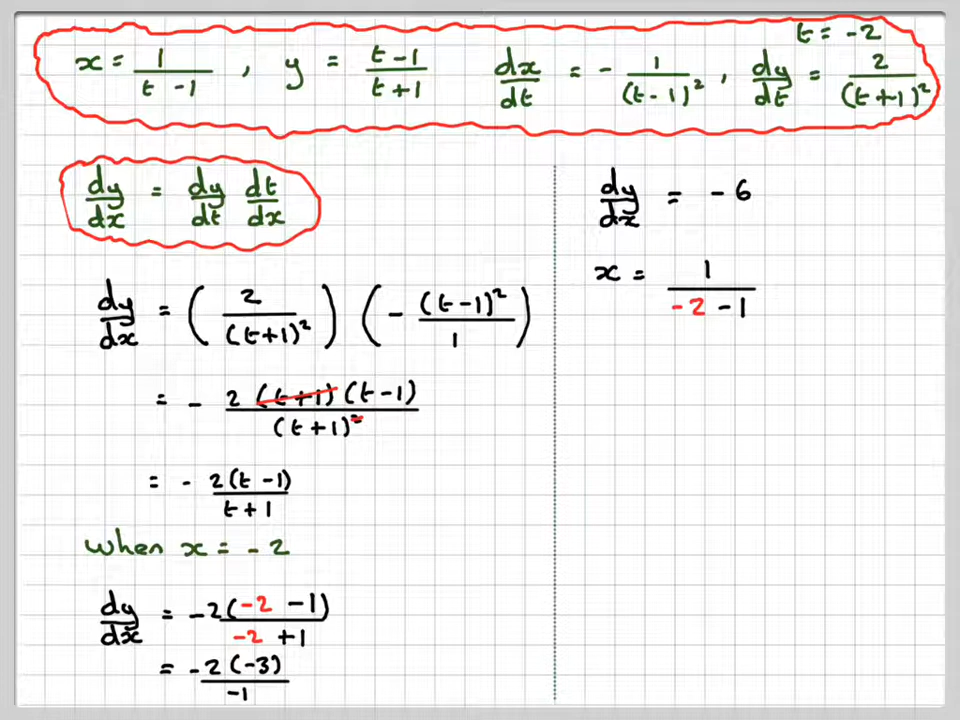 t = -2
x = 1/(t - 1) , y = (t - 1)/(t + 1) dx/dt = - 1/(t - 1)² , dy/dt = 2/(t + 1)²
dy/dx = dy/dt dt/dx
dy/dx = (2/(t + 1)²) (- (t - 1)²/1)
= - 2(t + 1)(t - 1)/(t + 1)²
= - 2(t - 1)/(t + 1)
when x = -2
dy/dx = -2(-2 - 1)/(-2 + 1)
= -2(-3)/-1
dy/dx = -6
x = 1/(-2 - 1)